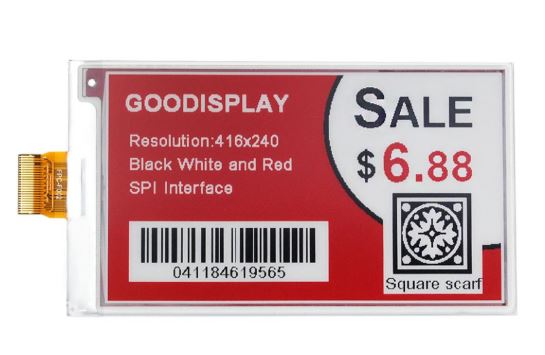 GOODISPLAY
Resolution:416x240
Black White and Red
SPI Interface
041184619565
SALE
$6.88
Square scarf